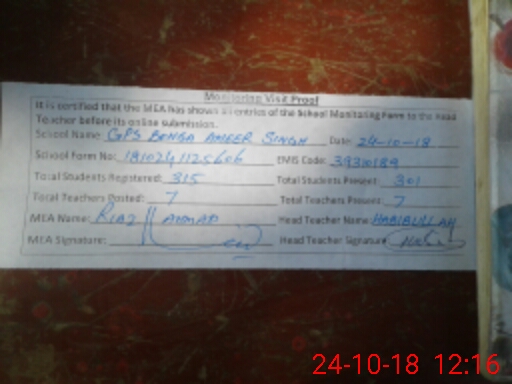 Monitoring Visit Proof
It is certified that the MEA has shown all entries of the School Monitoring Form to the Head
Teacher before its online submission.
School Name GPS BONGA AMEER SINGH Date: 24-10-18
School Form No: EMIS Code: 39310189
Total Students Registered: 315 Total Students Present: 301
Total Teachers Posted: 7 Total Teachers Present: 7
MEA Name: RIAZ AHMAD Head Teacher Name: HABIBULLAH
MEA Signature: Head Teacher Signature
24-10-18 12:16